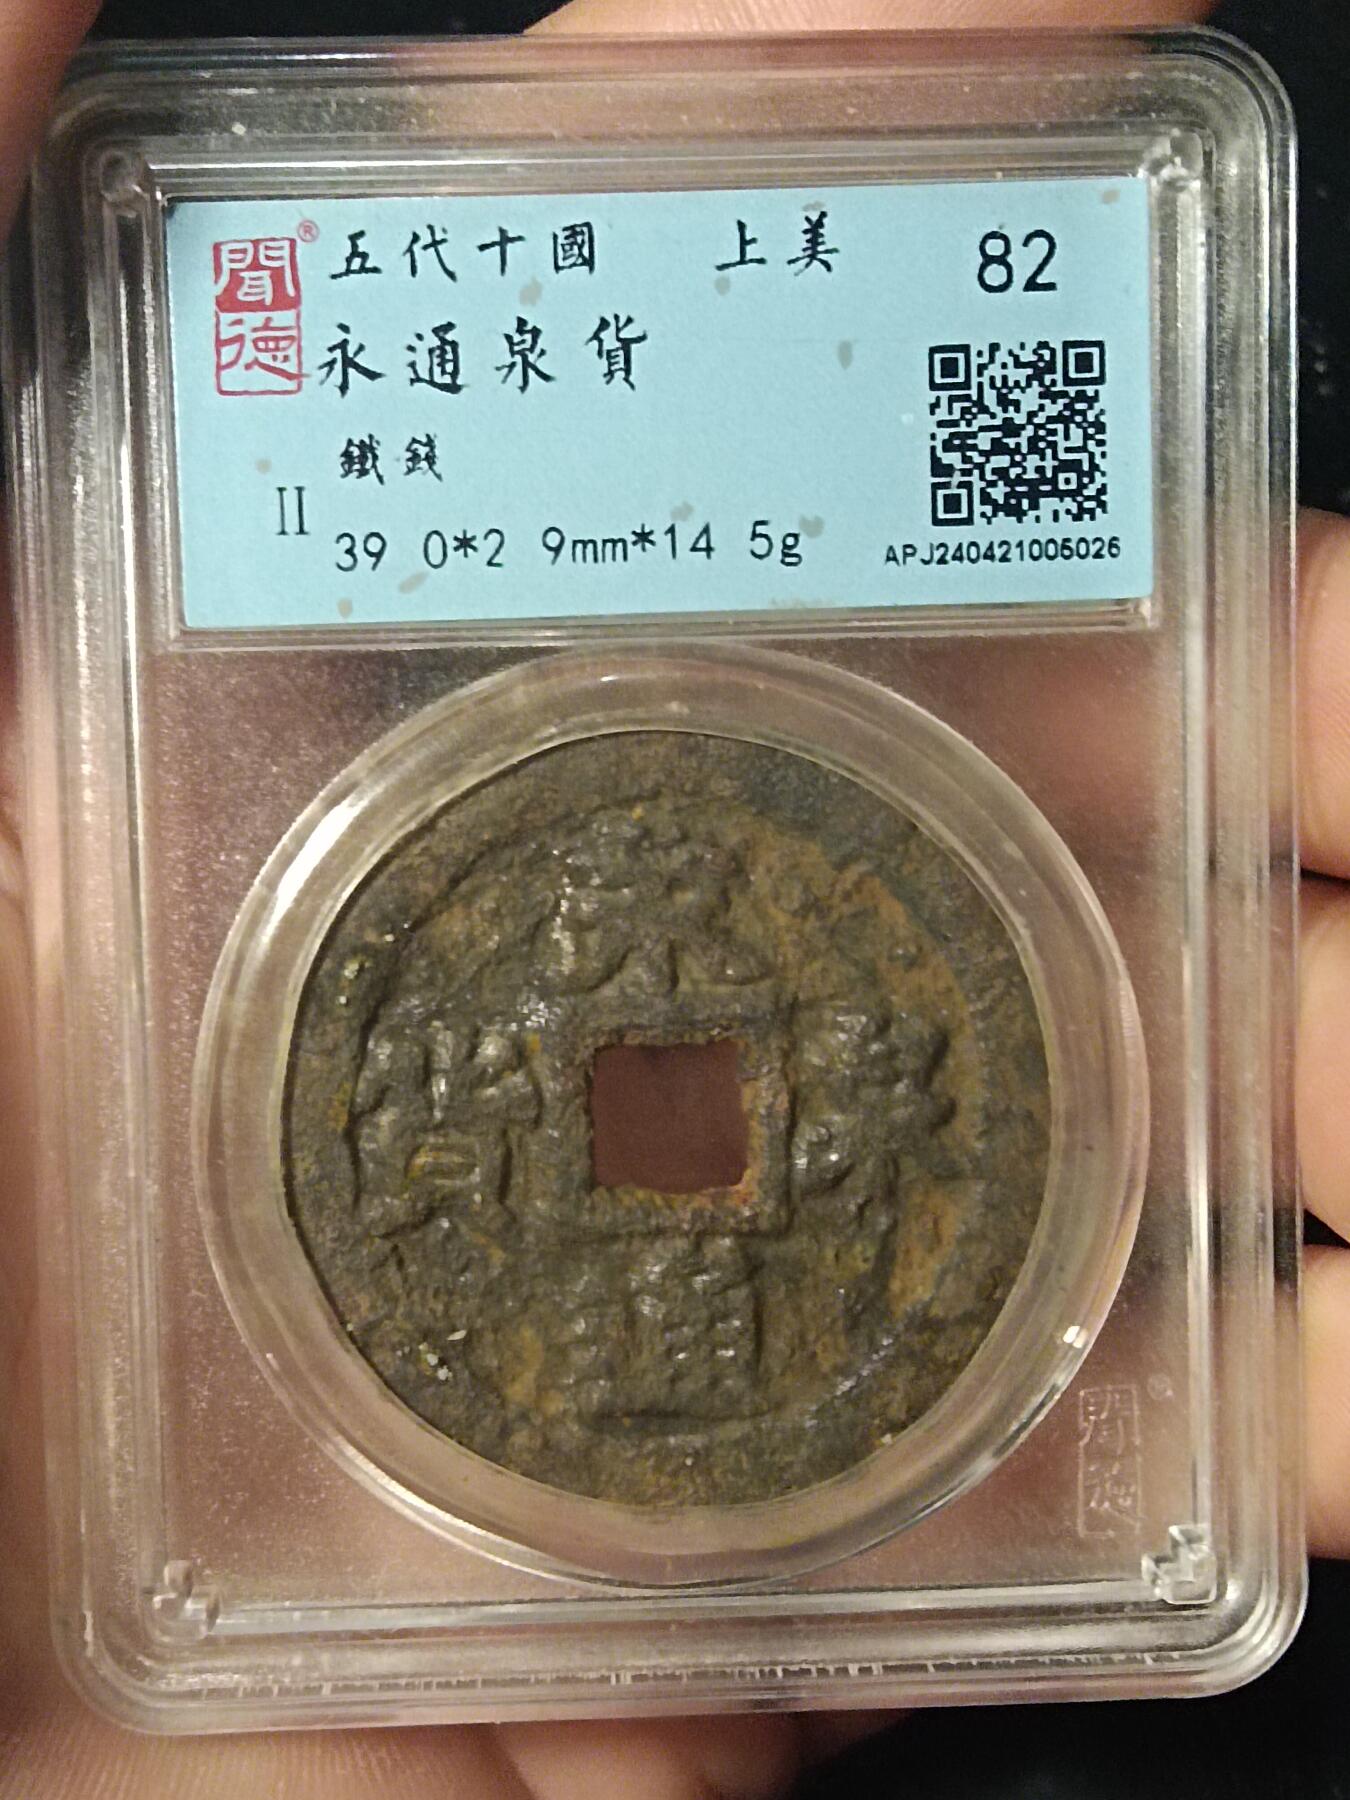 聞德® 五代十國 上美 82
永通泉貨
鐵錢
II 39 0*2 9mm*14 5g
APJ240421005026
永通泉貨
聞德